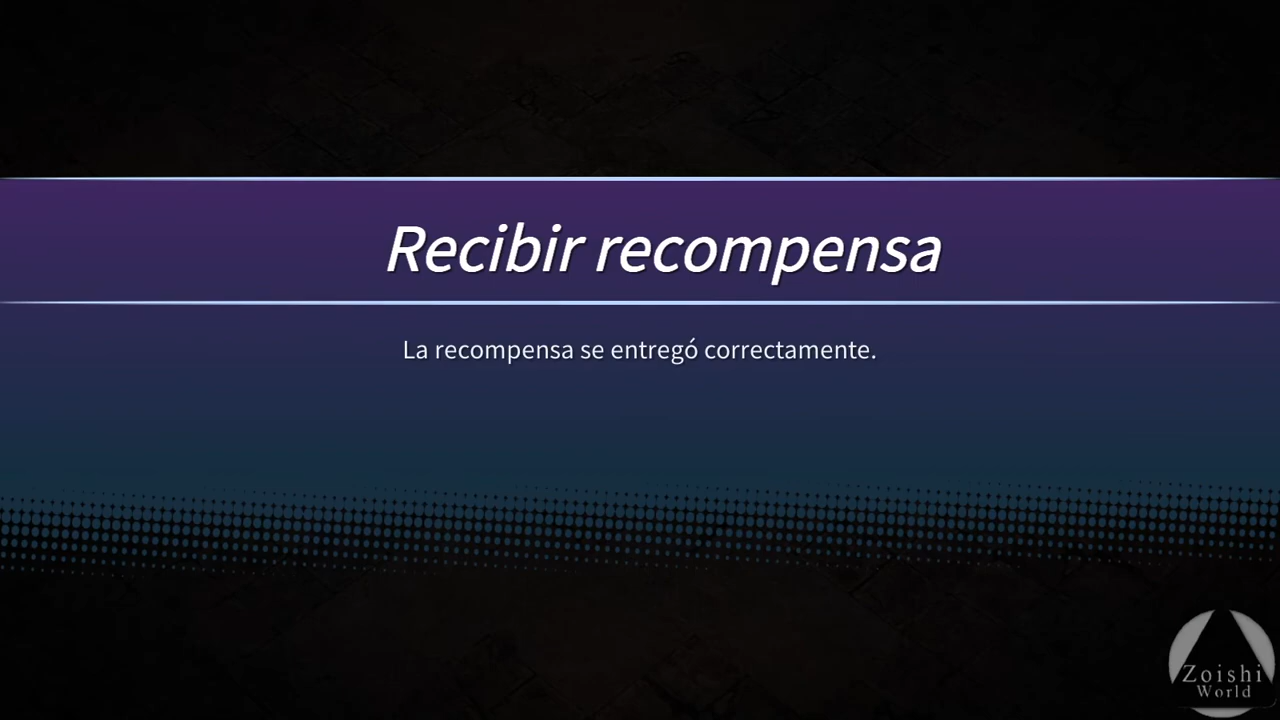 Recibir recompensa
La recompensa se entregó correctamente.
Zoishi
World